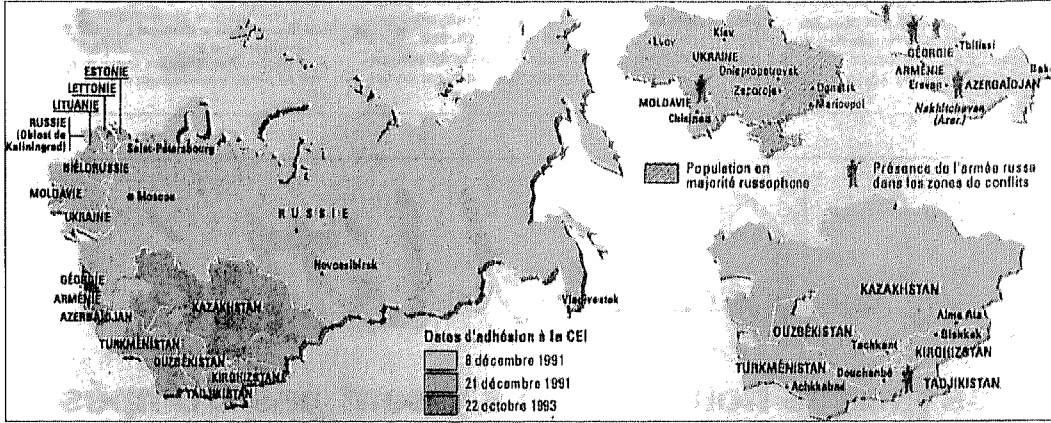 ESTONIE
LETTONIE
LITUANIE
RUSSIE
(Oblast de
Kaliningrad)
Saint-Pétersbourg
BIÉLORUSSIE
MOLDAVIE
Moscou
UKRAINE
RUSSIE
Novossibirsk
GÉORGIE
ARMÉNIE
AZERBAÏDJAN
KAZAKHSTAN
Vladivostok
TURKMÉNISTAN
OUZBÉKISTAN
KIRGHIZSTAN
TADJIKISTAN
Dates d'adhésion à la CEI
8 décembre 1991
21 décembre 1991
22 octobre 1993
Lvov
Kiev
UKRAINE
Dniepropetrovsk
Zaporoje
Donetsk
Marioupol
MOLDAVIE
Chisinau
GÉORGIE
Tbilissi
ARMÉNIE
Erevan
AZERBAÏDJAN
Nakhitchevan
(Azer.)
Population en
majorité russophone
Présence de l'armée russe
dans les zones de conflits
KAZAKHSTAN
Alma Ata
OUZBÉKISTAN
Bishkek
Tachkent
KIRGHIZSTAN
TURKMÉNISTAN
Douchanbé
Achkhabad
TADJIKISTAN